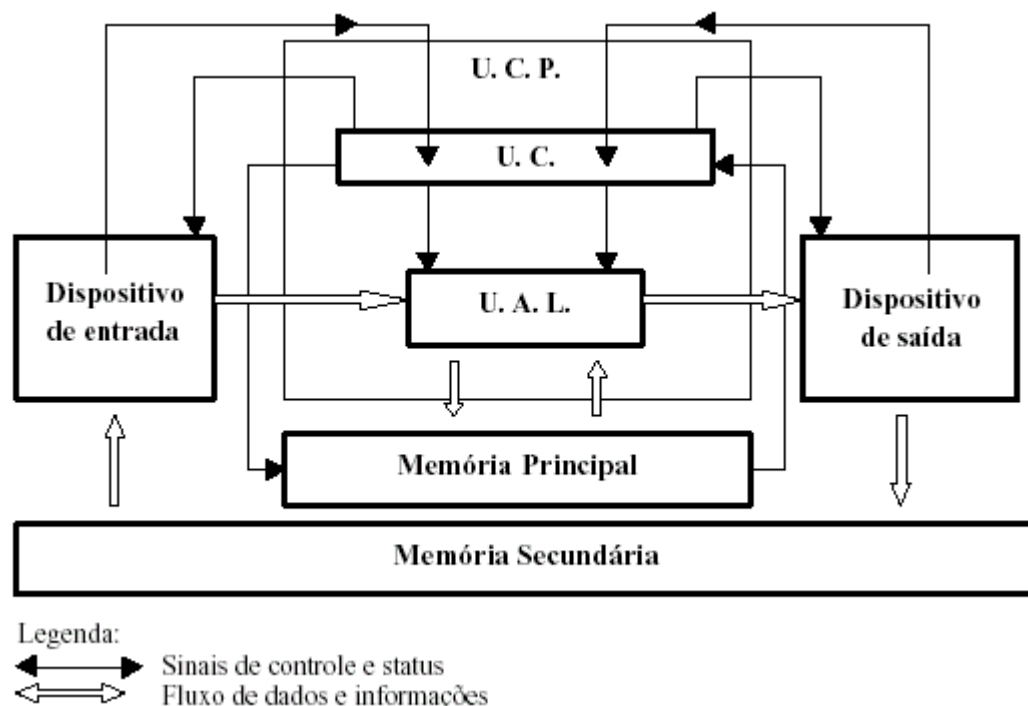 U. C. P.
U. C.
Dispositivo
de entrada
U. A. L.
Dispositivo
de saída
Memória Principal
Memória Secundária
Legenda:
Sinais de controle e status
Fluxo de dados e informações